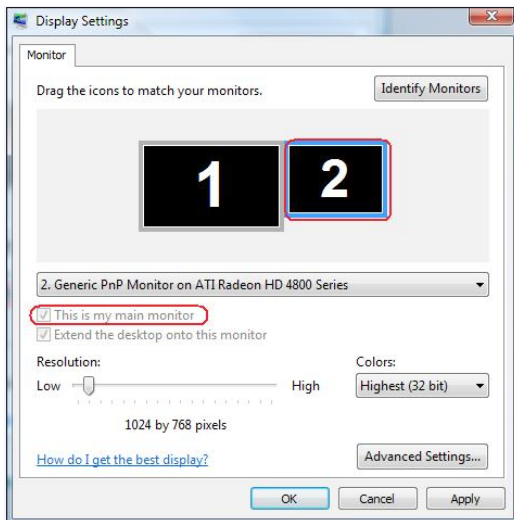 Display Settings
Monitor
Drag the icons to match your monitors.
Identify Monitors
1
2
2. Generic PnP Monitor on ATI Radeon HD 4800 Series
This is my main monitor
Extend the desktop onto this monitor
Resolution:
Colors:
Low
High
Highest (32 bit)
1024 by 768 pixels
How do I get the best display?
Advanced Settings...
OK
Cancel
Apply